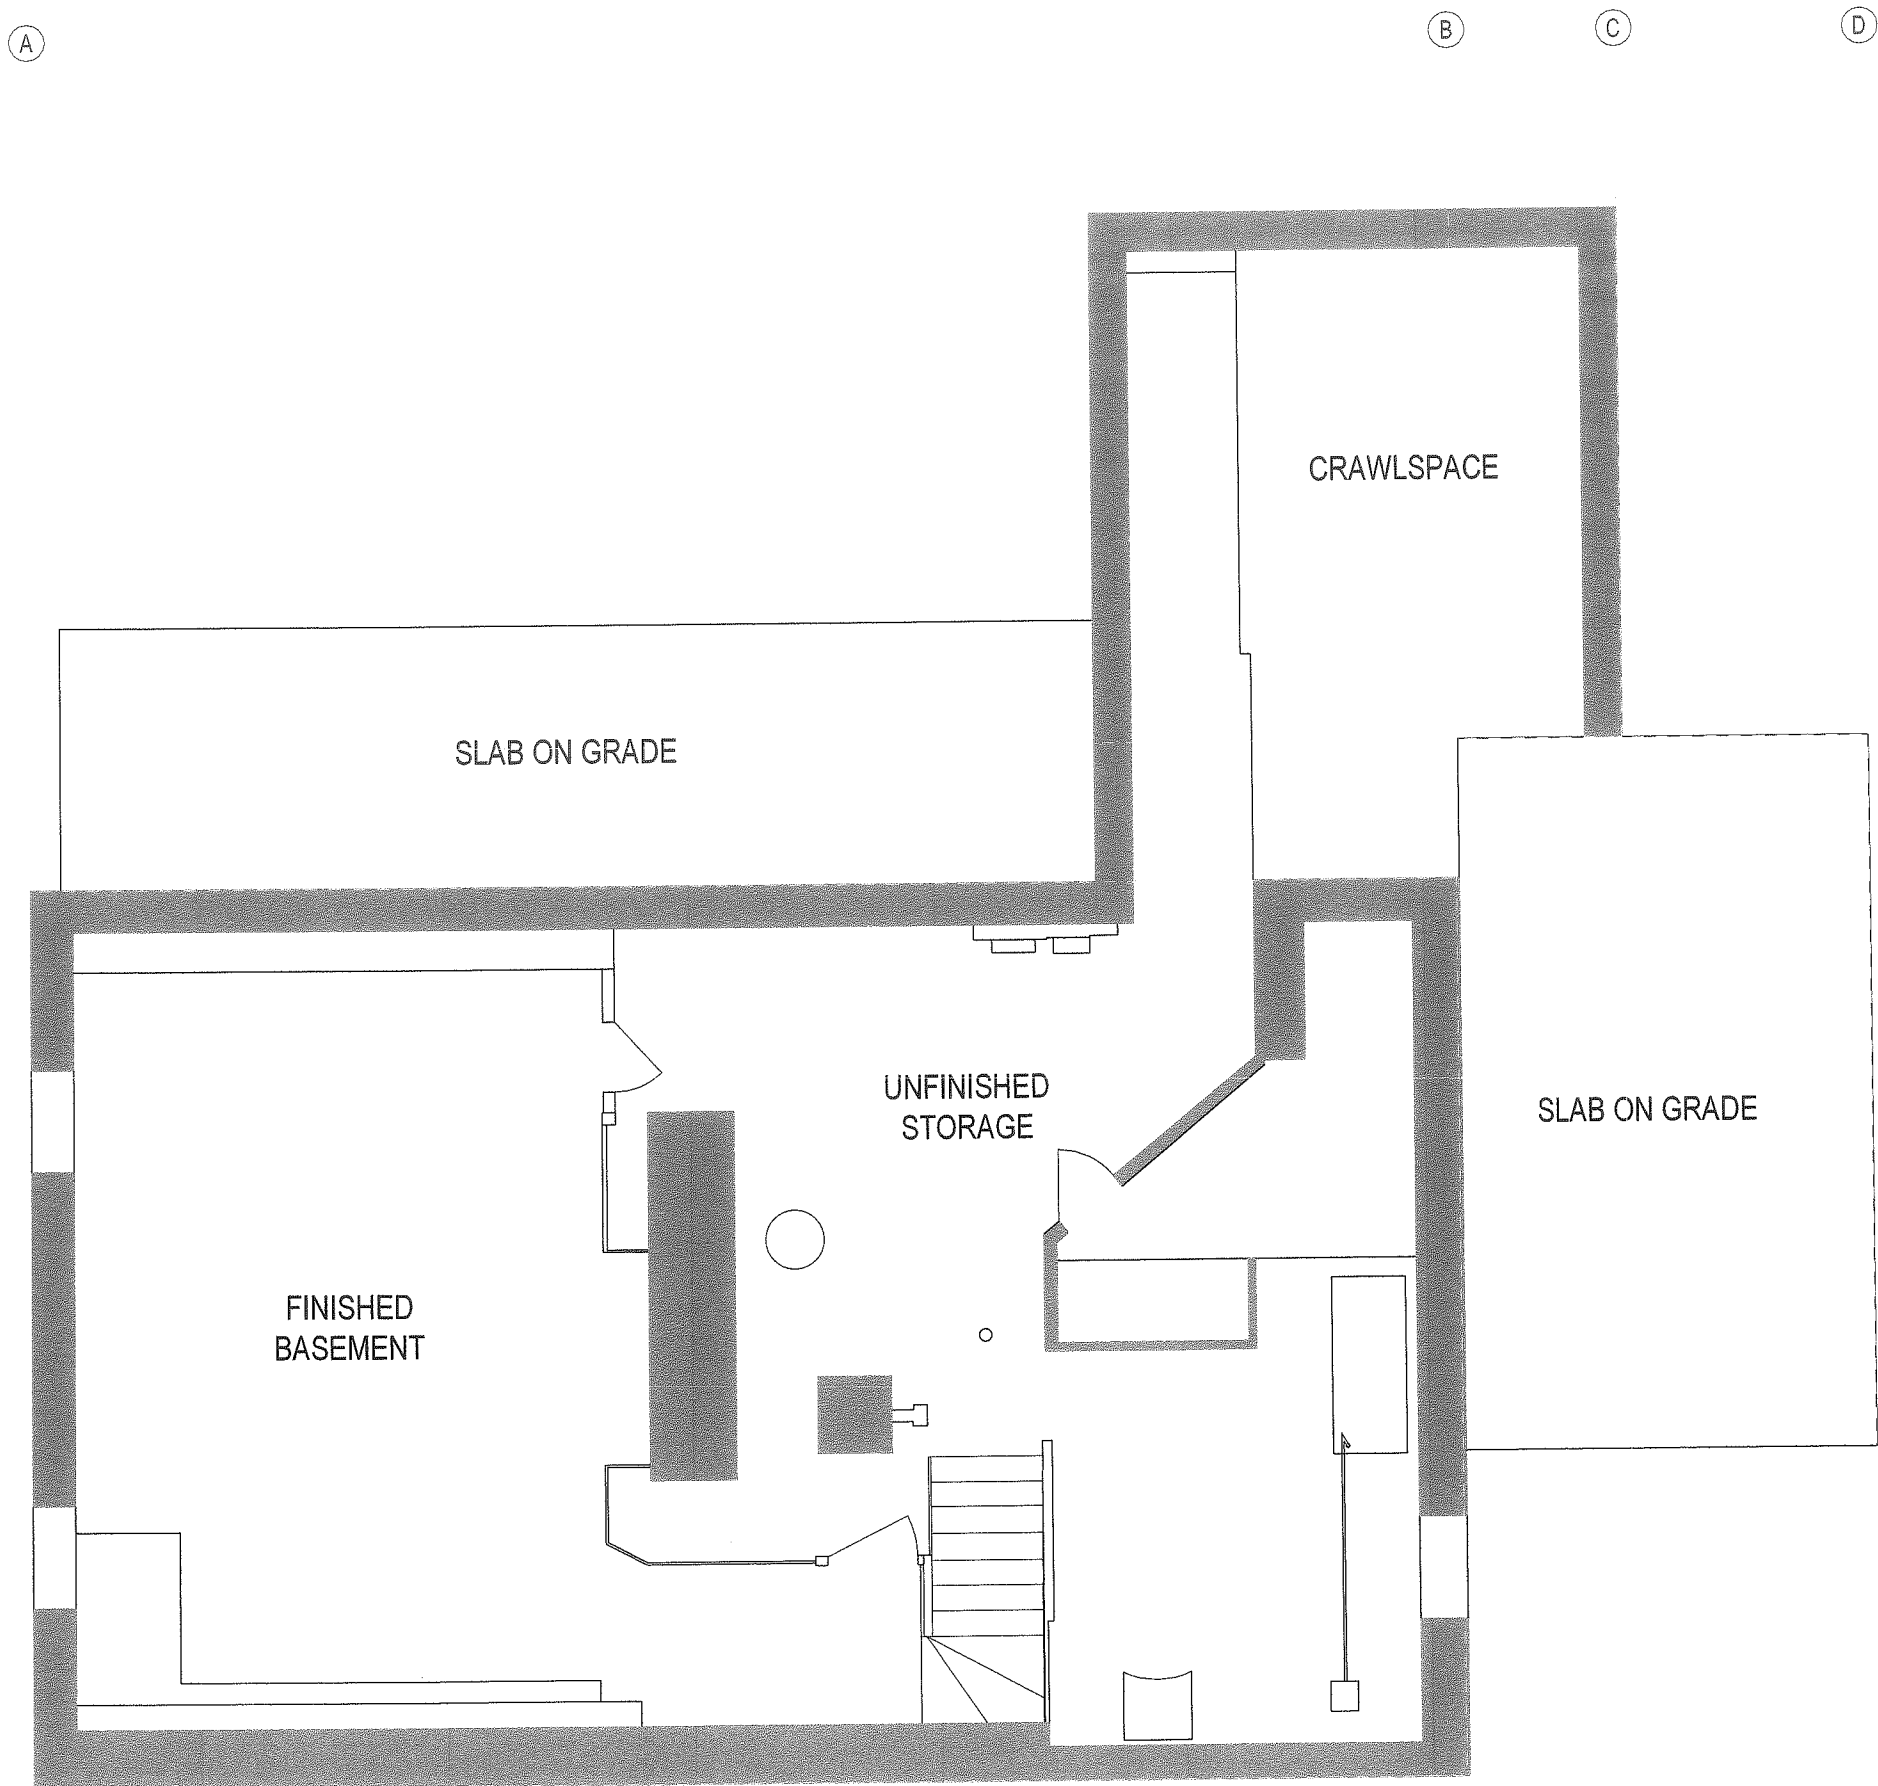 A
B
C
D
CRAWLSPACE
SLAB ON GRADE
UNFINISHED
STORAGE
SLAB ON GRADE
FINISHED
BASEMENT